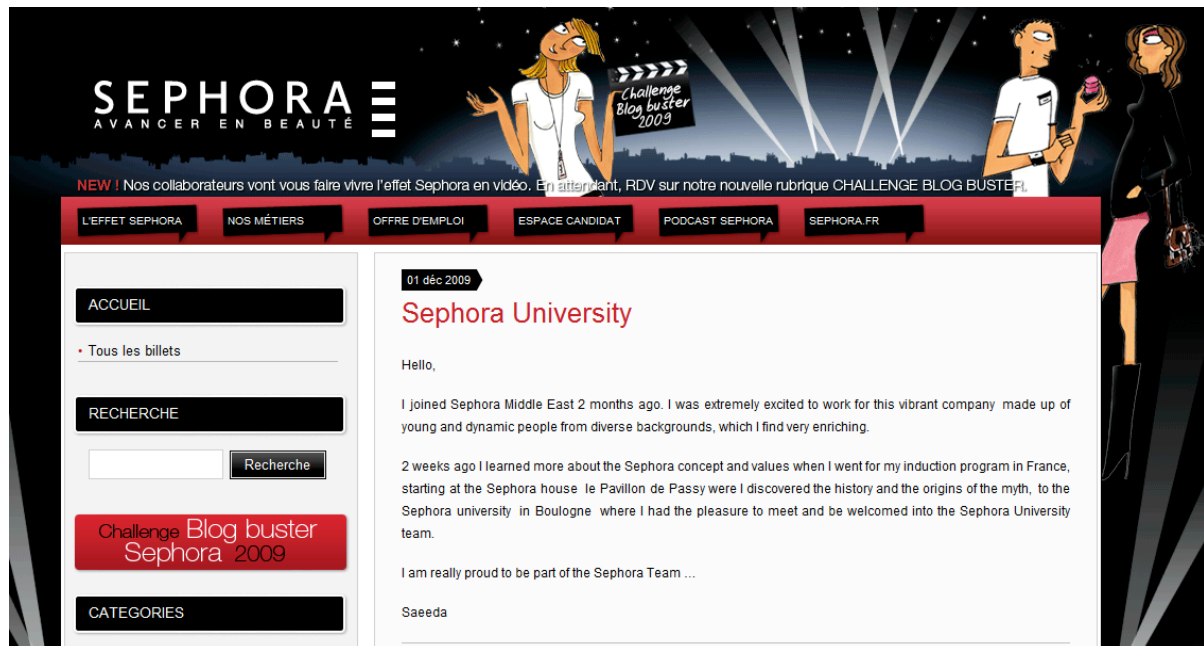 SEPHORA
AVANCER EN BEAUTÉ
Challenge
Blog buster
2009
NEW ! Nos collaborateurs vont vous faire vivre l'effet Sephora en vidéo. En attendant, RDV sur notre nouvelle rubrique CHALLENGE BLOG BUSTER.
L'EFFET SEPHORA
NOS MÉTIERS
OFFRE D'EMPLOI
ESPACE CANDIDAT
PODCAST SEPHORA
SEPHORA.FR
ACCUEIL
• Tous les billets
RECHERCHE
Recherche
Challenge Blog buster
Sephora 2009
CATEGORIES
01 déc 2009
Sephora University
Hello,
I joined Sephora Middle East 2 months ago. I was extremely excited to work for this vibrant company made up of
young and dynamic people from diverse backgrounds, which I find very enriching.
2 weeks ago I learned more about the Sephora concept and values when I went for my induction program in France,
starting at the Sephora house le Pavillon de Passy were I discovered the history and the origins of the myth, to the
Sephora university in Boulogne where I had the pleasure to meet and be welcomed into the Sephora University
team.
I am really proud to be part of the Sephora Team ...
Saeeda